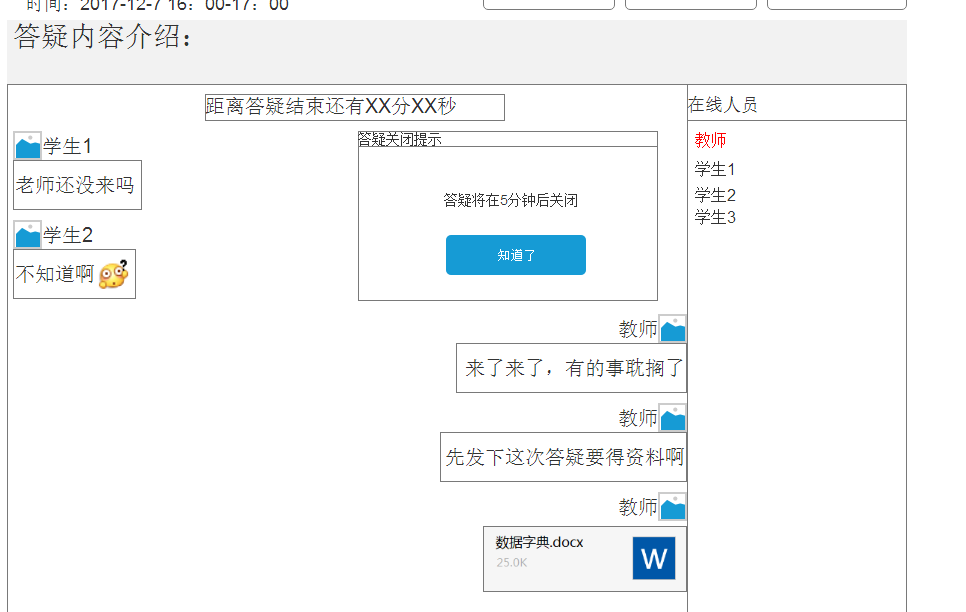 时间：2017-12-7 16：00-17：00
答疑内容介绍：
距离答疑结束还有XX分XX秒
在线人员
学生1
老师还没来吗
学生2
不知道啊
答疑关闭提示
答疑将在5分钟后关闭
知道了
教师
来了来了，有的事耽搁了
教师
先发下这次答疑要得资料啊
教师
数据字典.docx
25.0K
W
教师
学生1
学生2
学生3